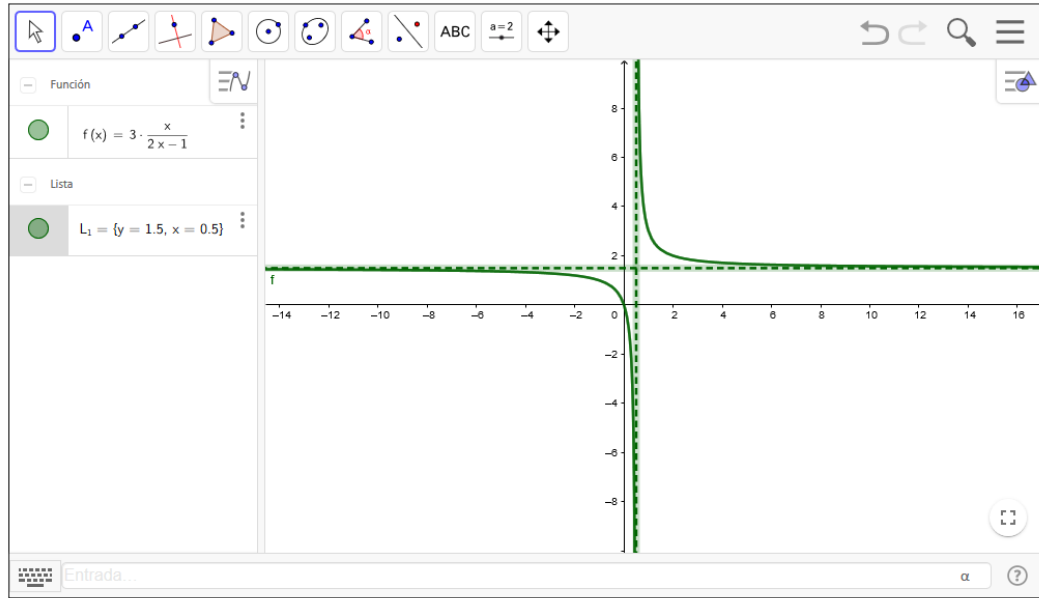 A
α
ABC
a=2
Función
f(x) = 3 · x / (2 x − 1)
Lista
L₁ = {y = 1.5, x = 0.5}
8
6
4
2
f
−14 −12 −10 −8 −6 −4 −2 0 2 4 6 8 10 12 14 16
−2
−4
−6
−8
Entrada...
α
?